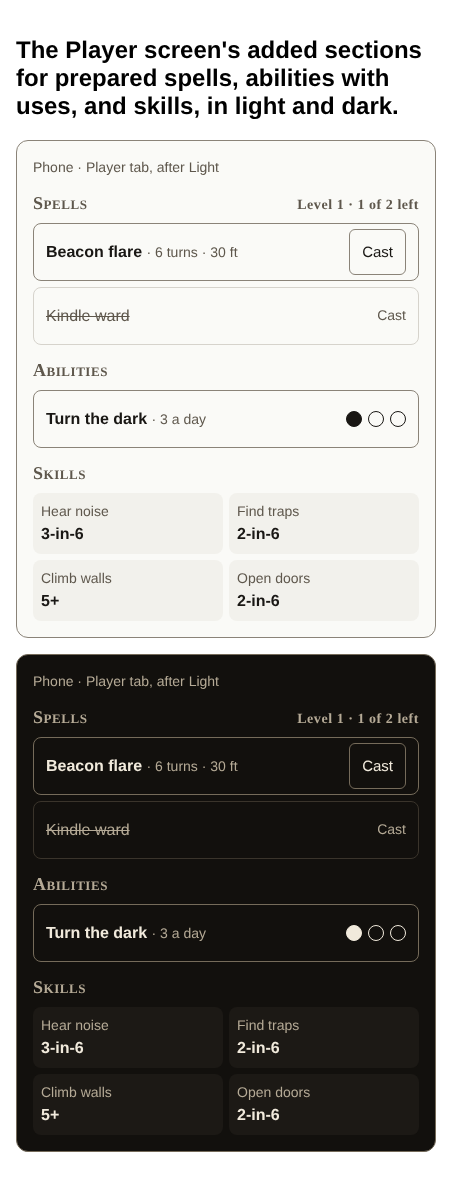 The Player screen's added sections
for prepared spells, abilities with
uses, and skills, in light and dark.
Phone · Player tab, after Light
Spells Level 1 · 1 of 2 left
Beacon flare · 6 turns · 30 ft Cast
Kindle ward Cast
Abilities
Turn the dark · 3 a day
Skills
Hear noise Find traps
3-in-6 2-in-6
Climb walls Open doors
5+ 2-in-6
Phone · Player tab, after Light
Spells Level 1 · 1 of 2 left
Beacon flare · 6 turns · 30 ft Cast
Kindle ward Cast
Abilities
Turn the dark · 3 a day
Skills
Hear noise Find traps
3-in-6 2-in-6
Climb walls Open doors
5+ 2-in-6